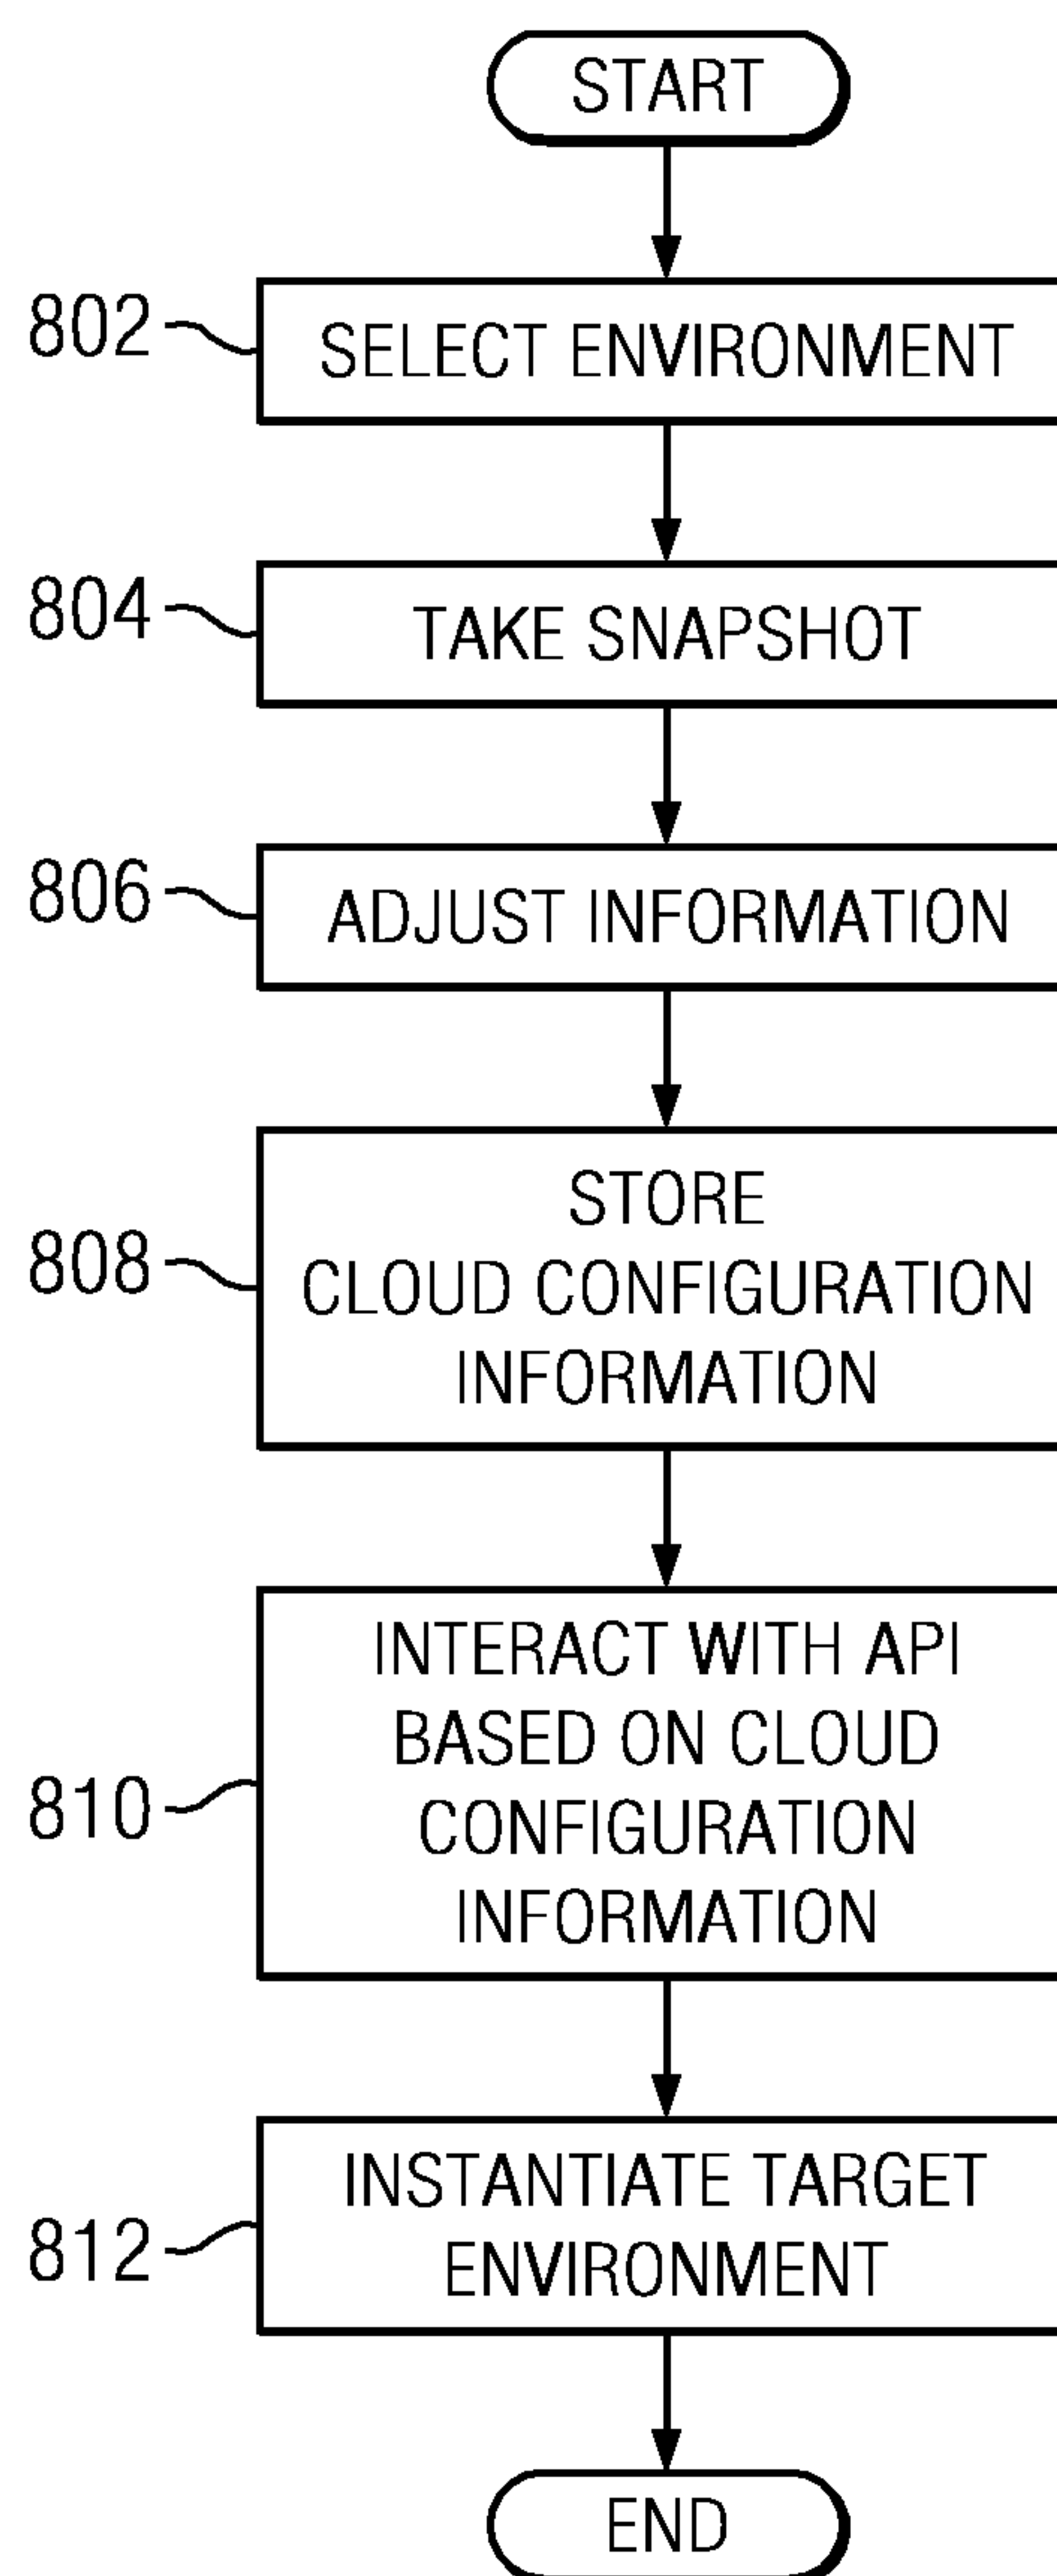 START
802
SELECT ENVIRONMENT
804
TAKE SNAPSHOT
806
ADJUST INFORMATION
808
STORE
CLOUD CONFIGURATION
INFORMATION
810
INTERACT WITH API
BASED ON CLOUD
CONFIGURATION
INFORMATION
812
INSTANTIATE TARGET
ENVIRONMENT
END